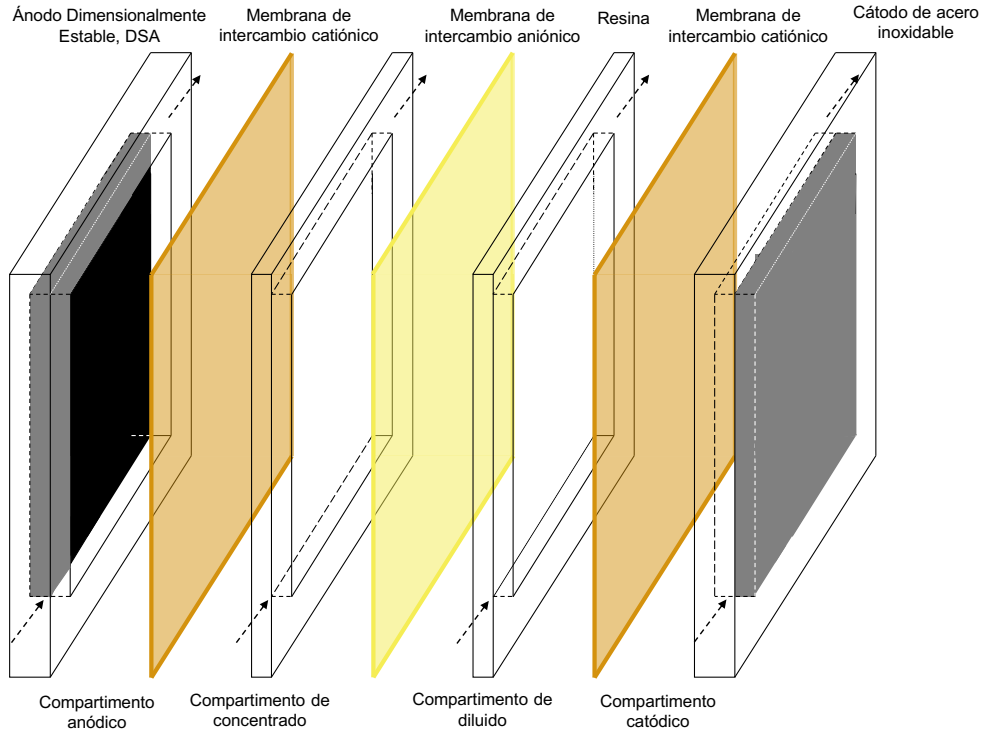 Ánodo Dimensionalmente
Estable, DSA
Membrana de
intercambio catiónico
Membrana de
intercambio aniónico
Resina
Membrana de
intercambio catiónico
Cátodo de acero
inoxidable
Compartimento
anódico
Compartimento de
concentrado
Compartimento de
diluido
Compartimento
catódico